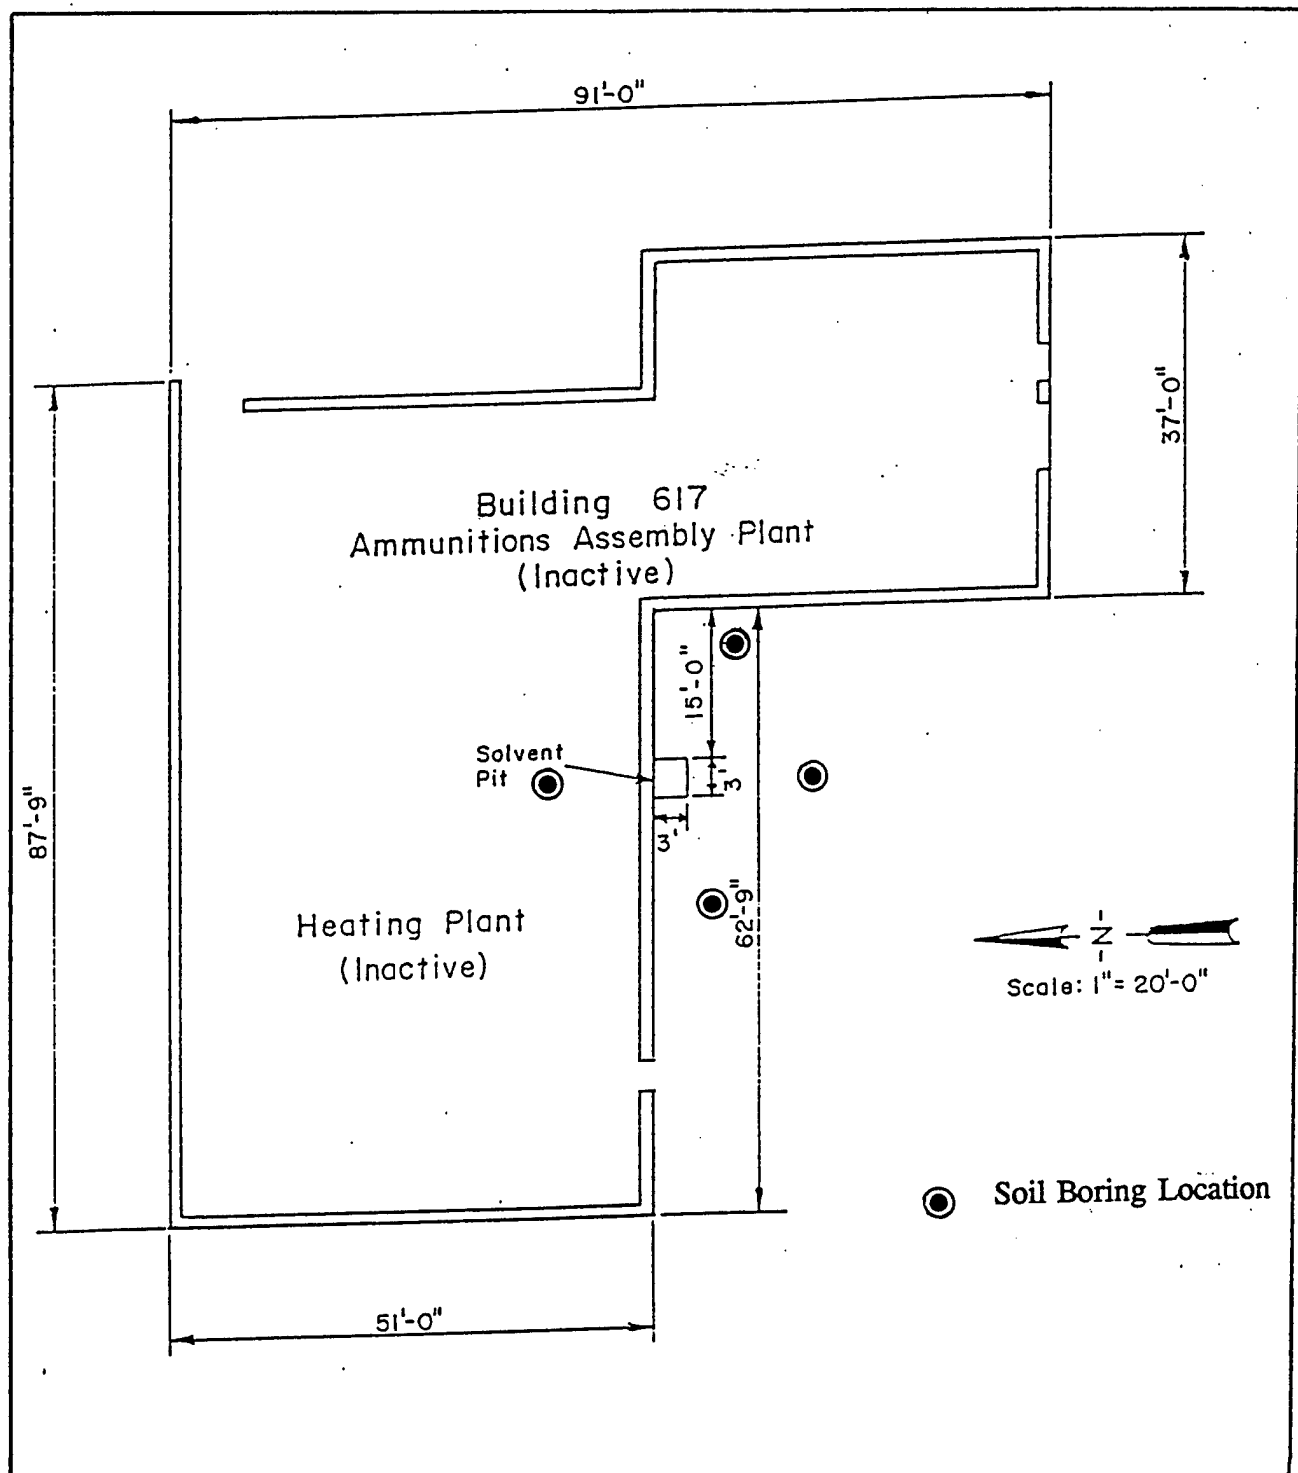 91'-0"
37'-0"
Building 617
Ammunitions Assembly Plant
(Inactive)
15'-0"
Solvent
Pit
3'
3'
87'-9"
62'-9"
Heating Plant
(Inactive)
-N-
Scale: 1"= 20'-0"
Soil Boring Location
51'-0"